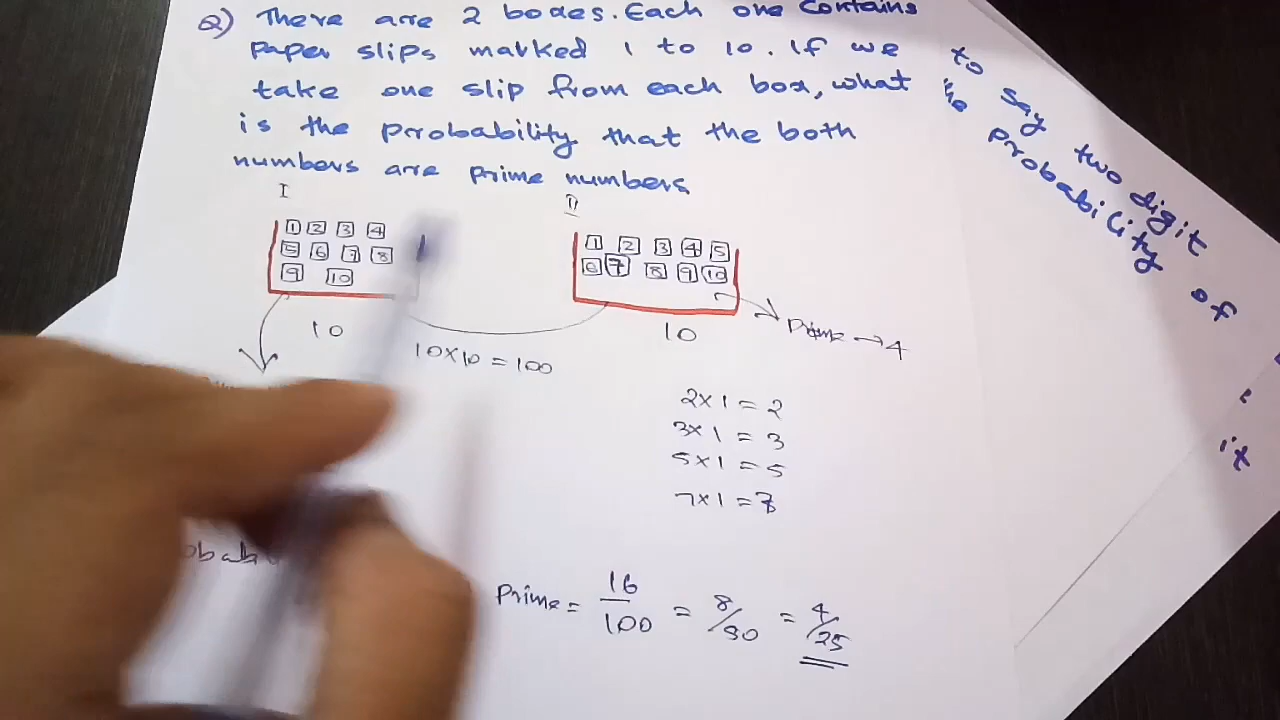 Q) There are 2 boxes. Each one contains
paper slips marked 1 to 10. If we
take one slip from each box, what
is the probability that the both
numbers are prime numbers
I
II
1 2 3 4
5 6 7 8
9 10
1 2 3 4 5
6 7 8 9 10
10
10
10×10 = 100
Prime → 4
2×1 = 2
3×1 = 3
5×1 = 5
7×1 = 7
Prime = 16/100 = 8/50 = 4/25
to say two digit
probability of
it